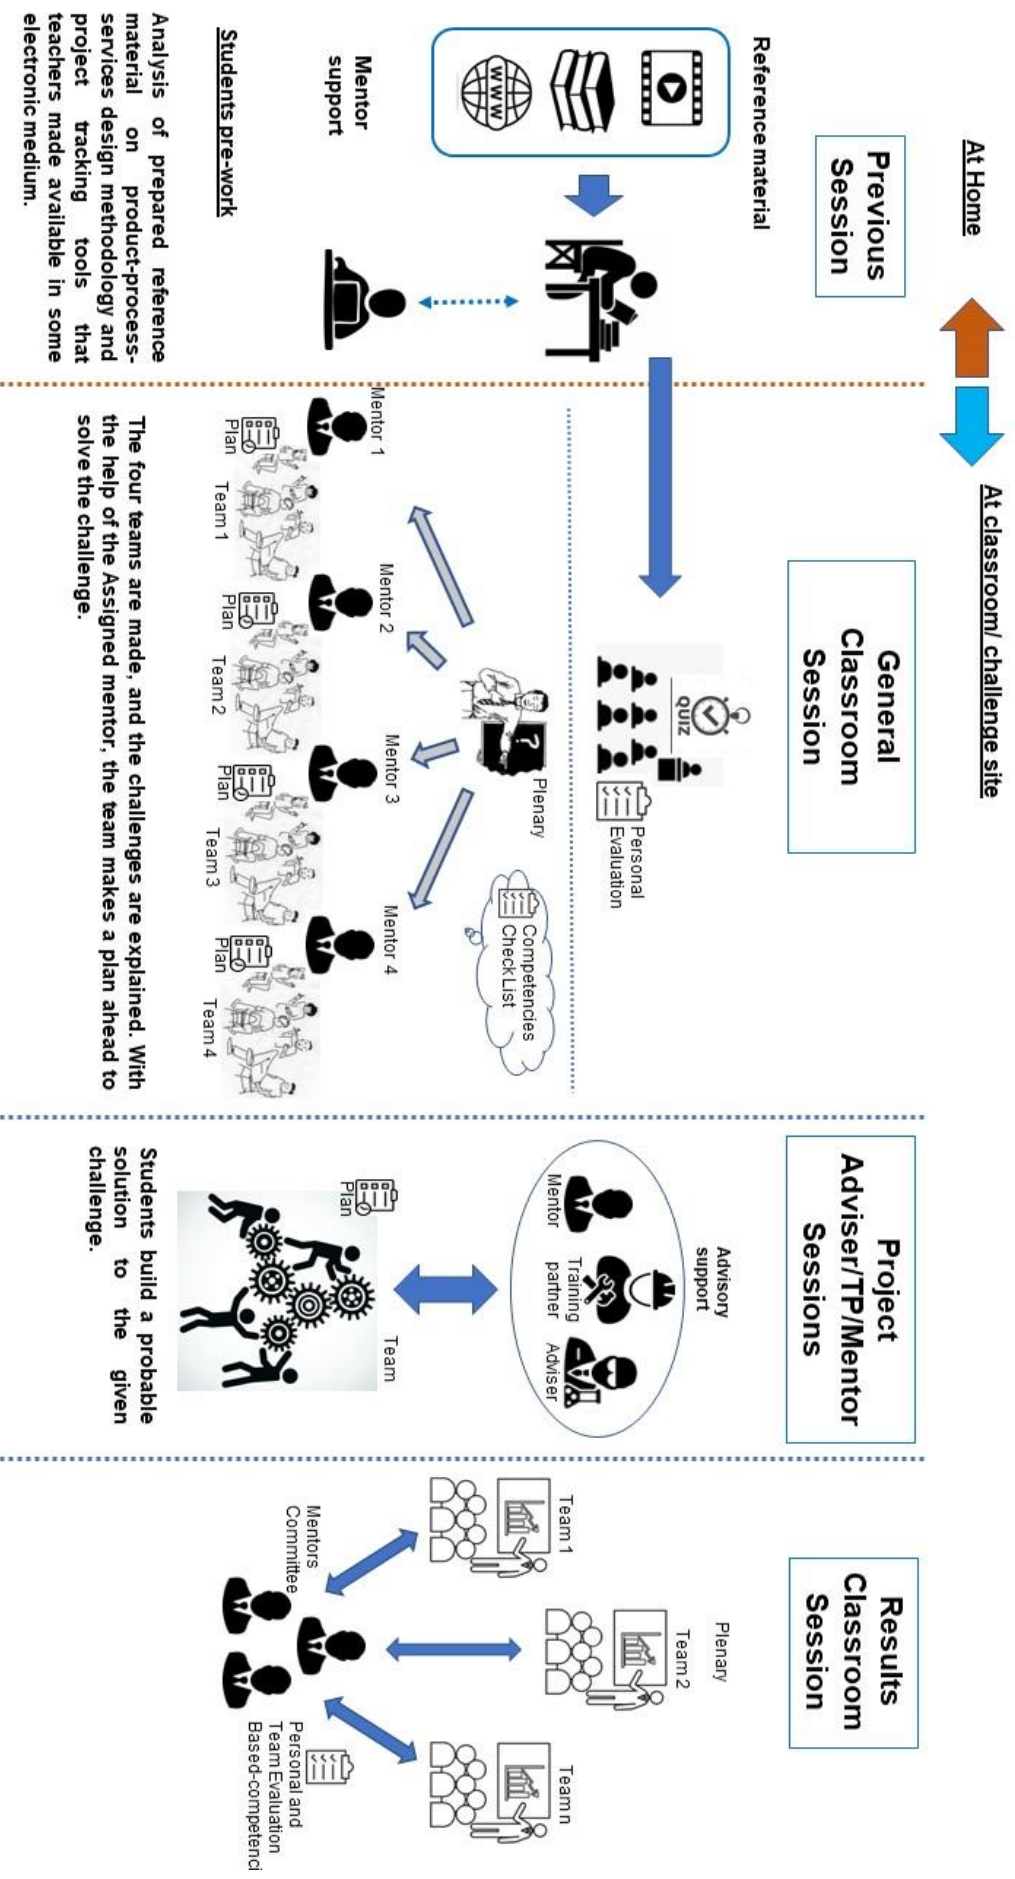 At Home
At classroom/ challenge site
Previous
Session
Reference material
WWW
Mentor
support
Students pre-work
Analysis of prepared reference
material on product-process-
services design methodology and
project tracking tools that
teachers made available in some
electronic medium.
General
Classroom
Session
QUIZ
Personal
Evaluation
Plenary
?
Competencies
Check List
Mentor 1
Mentor 2
Mentor 3
Mentor 4
Plan
Team 1
Plan
Team 2
Plan
Team 3
Plan
Team 4
The four teams are made, and the challenges are explained. With
the help of the Assigned mentor, the team makes a plan ahead to
solve the challenge.
Project
Adviser/TP/Mentor
Sessions
Advisory
support
Mentor
Training
partner
Adviser
Plan
Team
Students build a probable
solution to the given
challenge.
Results
Classroom
Session
Plenary
Team 1
Team 2
Team n
Mentors
Committee
Personal and
Team Evaluation
Based-competenci